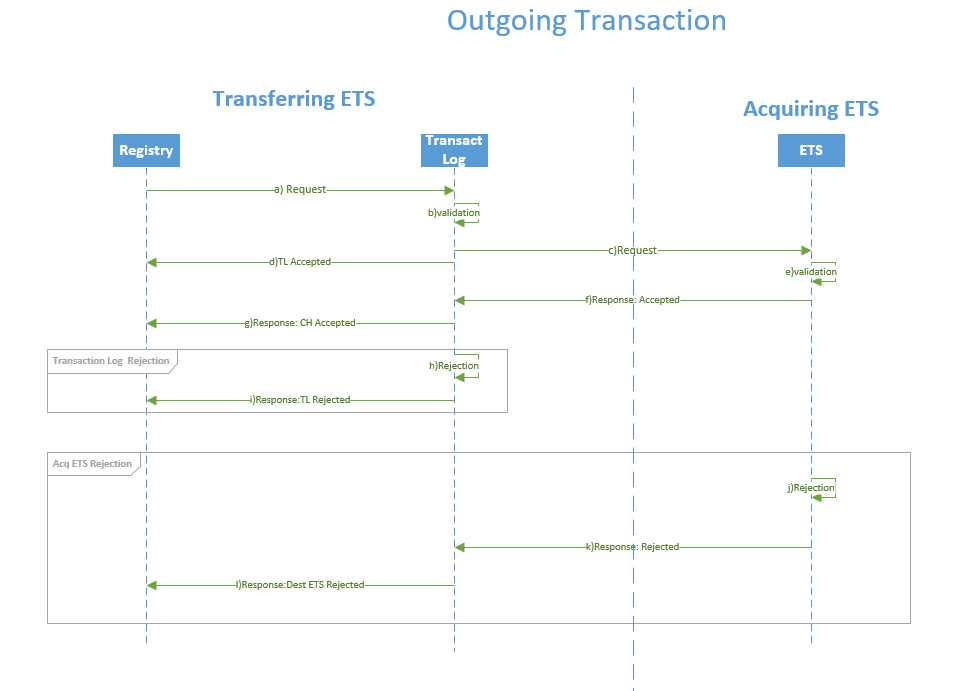 Outgoing Transaction
Transferring ETS
Acquiring ETS
Registry
Transact
Log
ETS
a) Request
b)validation
c)Request
d)TL Accepted
e)validation
f)Response: Accepted
g)Response: CH Accepted
Transaction Log Rejection
h)Rejection
i)Response:TL Rejected
Acq ETS Rejection
j)Rejection
k)Response: Rejected
l)Response:Dest ETS Rejected